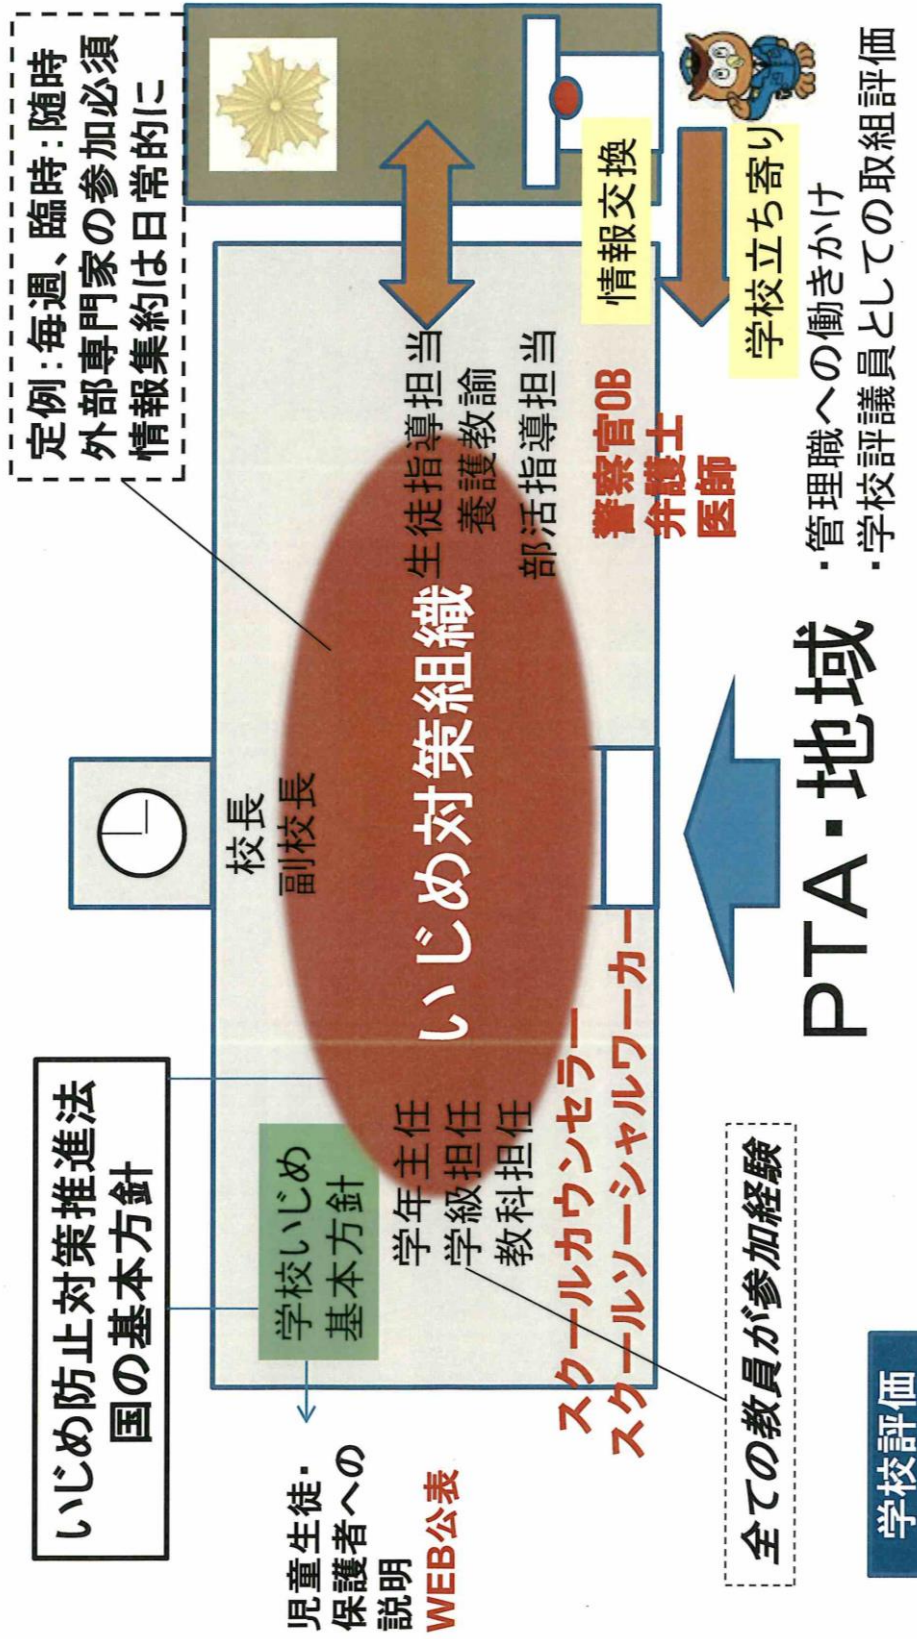 いじめ防止対策推進法
国の基本方針
定例：毎週、臨時：随時
外部専門家の参加必須
情報集約は日常的に
児童生徒・
保護者への
説明
WEB公表
学校いじめ
基本方針
校長
副校長
いじめ対策組織
学年主任
学級担任
教科担任
生徒指導担当
養護教諭
部活指導担当
スクールカウンセラー
スクールソーシャルワーカー
警察官OB
弁護士
医師
情報交換
学校立ち寄り
全ての教員が参加経験
PTA・地域
・管理職への働きかけ
・学校評議員としての取組評価
学校評価